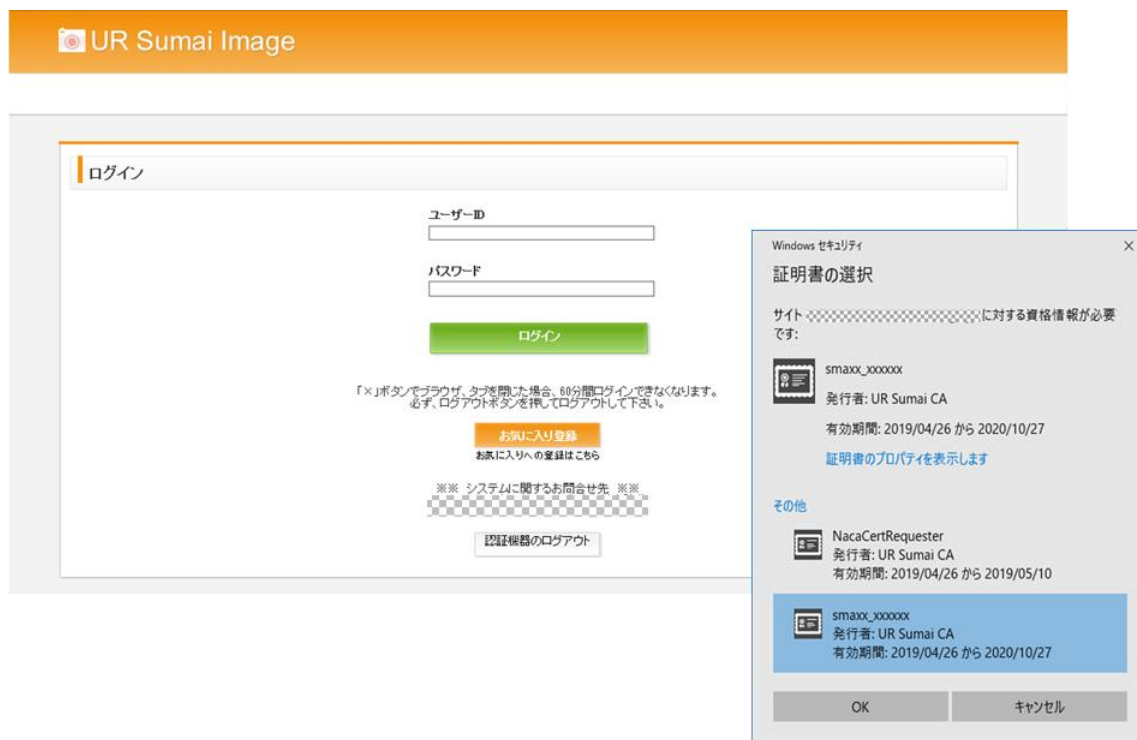 UR Sumai Image
ログイン
ユーザーID
パスワード
ログイン
「×」ボタンでブラウザ、タブを閉じた場合、60分間ログインできなくなります。
必ず、ログアウトボタンを押してログアウトして下さい。
お気に入り登録
お気に入りへの登録はこちら
※※ システムに関するお問合せ先 ※※
認証機器のログアウト
Windows セキュリティ
証明書の選択
サイト に対する資格情報が必要
です:
smaxx_xxxxxx
発行者: UR Sumai CA
有効期間: 2019/04/26 から 2020/10/27
証明書のプロパティを表示します
その他
NacaCertRequester
発行者: UR Sumai CA
有効期間: 2019/04/26 から 2019/05/10
smaxx_xxxxxx
発行者: UR Sumai CA
有効期間: 2019/04/26 から 2020/10/27
OK
キャンセル